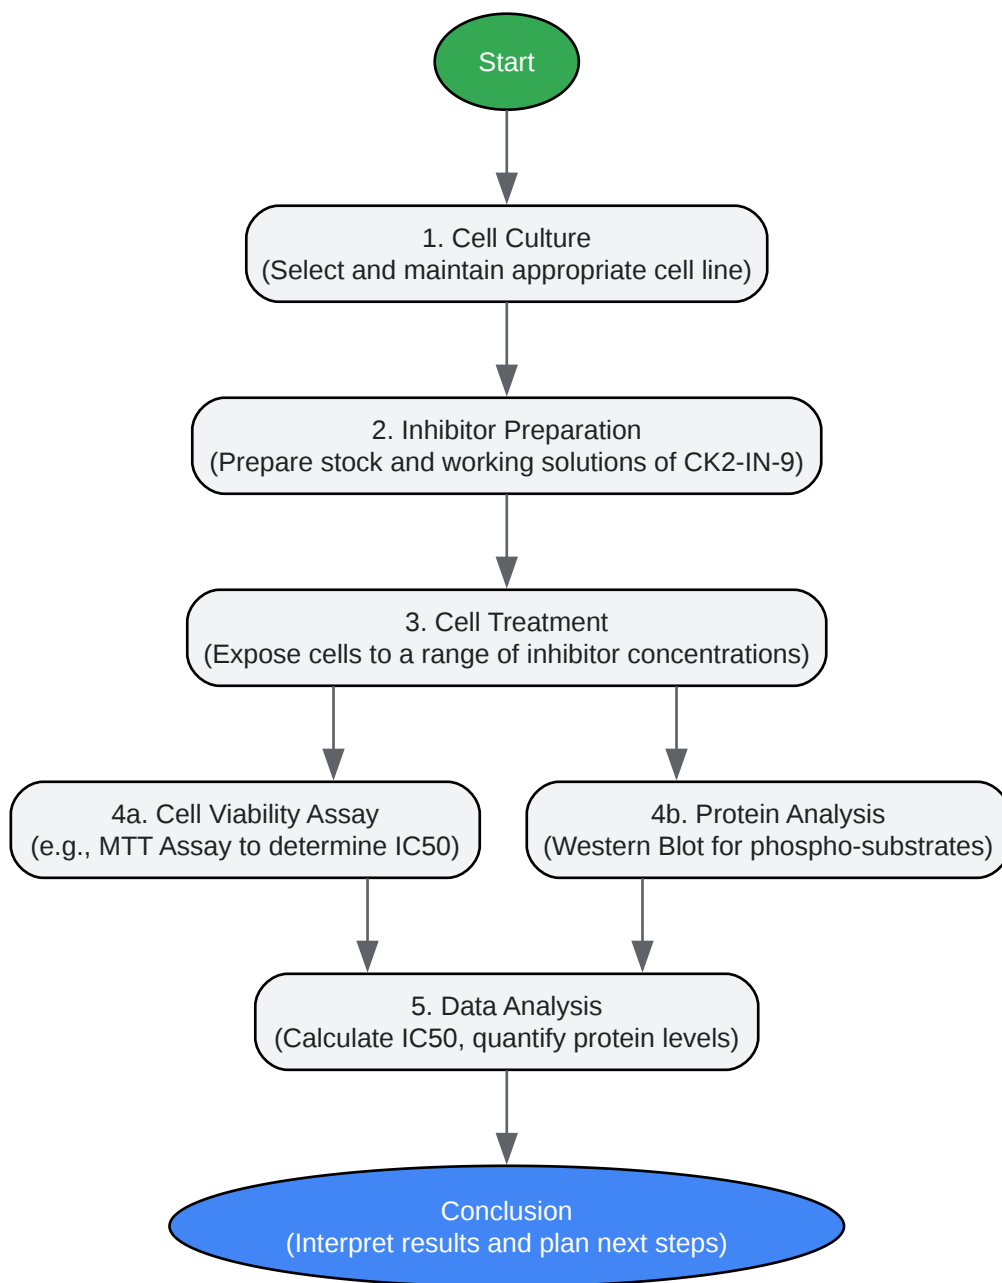 Start
1. Cell Culture
(Select and maintain appropriate cell line)
2. Inhibitor Preparation
(Prepare stock and working solutions of CK2-IN-9)
3. Cell Treatment
(Expose cells to a range of inhibitor concentrations)
4a. Cell Viability Assay
(e.g., MTT Assay to determine IC50)
4b. Protein Analysis
(Western Blot for phospho-substrates)
5. Data Analysis
(Calculate IC50, quantify protein levels)
Conclusion
(Interpret results and plan next steps)